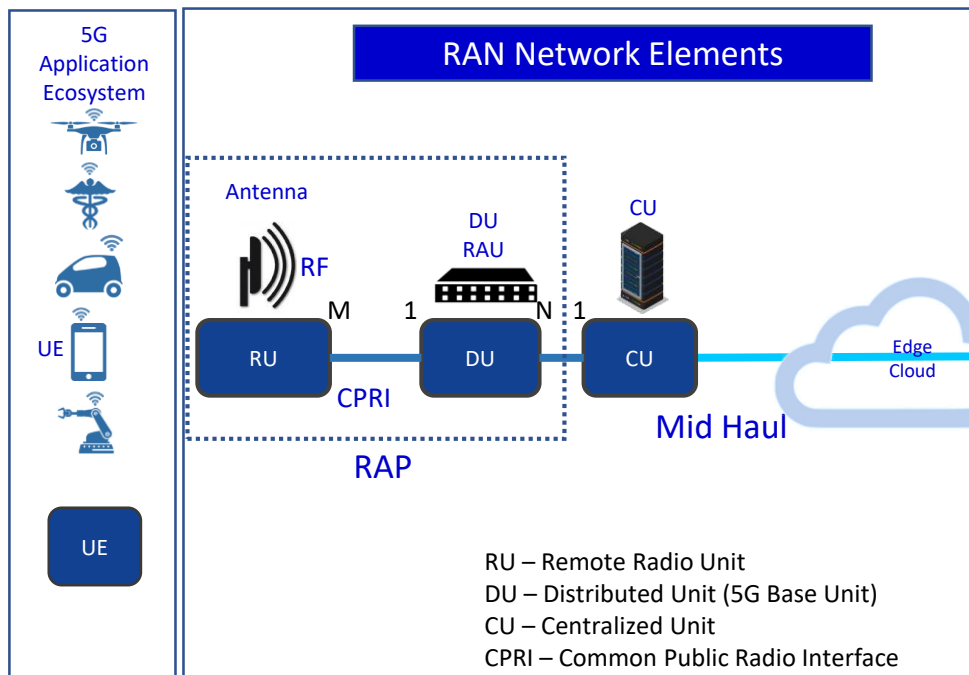 5G
Application
Ecosystem
UE
UE
RAN Network Elements
Antenna
RF
DU
RAU
CU
M
1
N
1
RU
DU
CU
CPRI
RAP
Mid Haul
Edge
Cloud
RU – Remote Radio Unit
DU – Distributed Unit (5G Base Unit)
CU – Centralized Unit
CPRI – Common Public Radio Interface